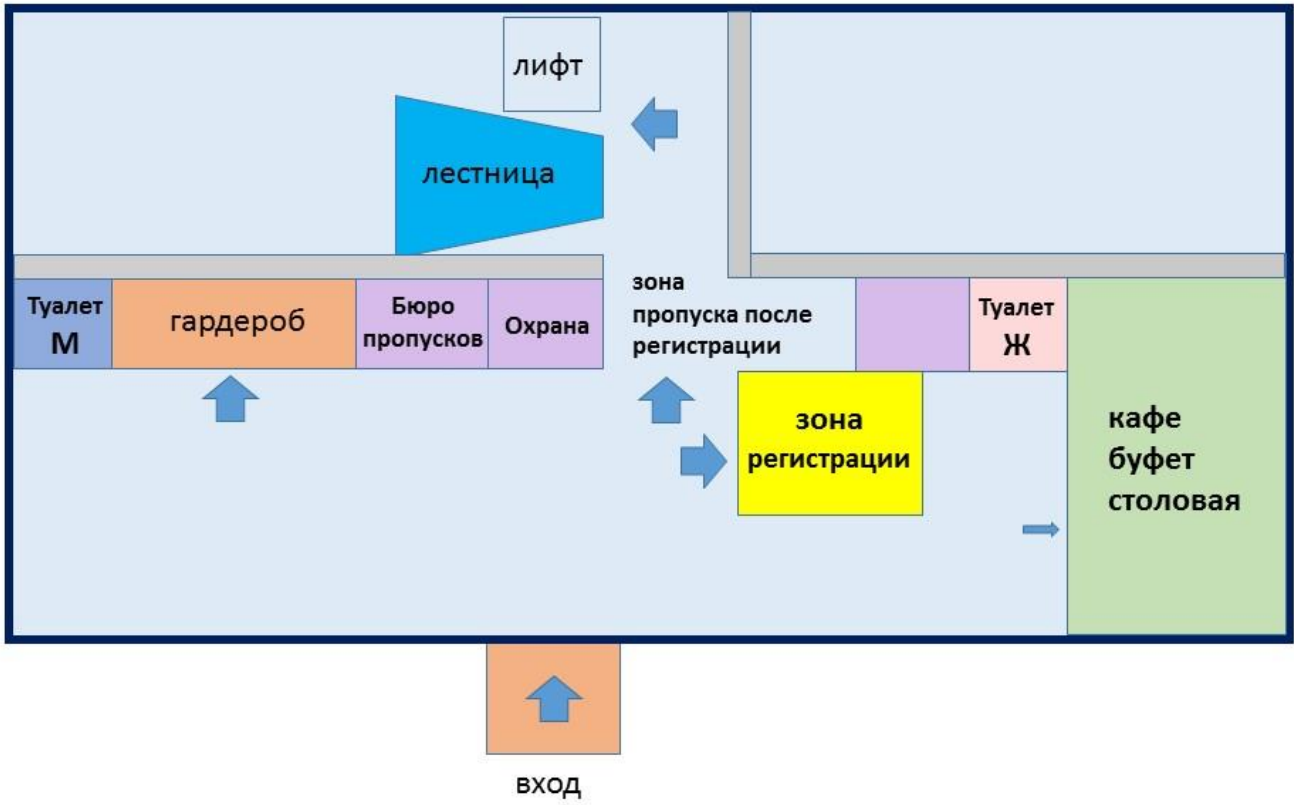 лифт
лестница
Туалет
М
гардероб
Бюро
пропусков
Охрана
зона
пропуска после
регистрации
Туалет
Ж
зона
регистрации
кафе
буфет
столовая
вход